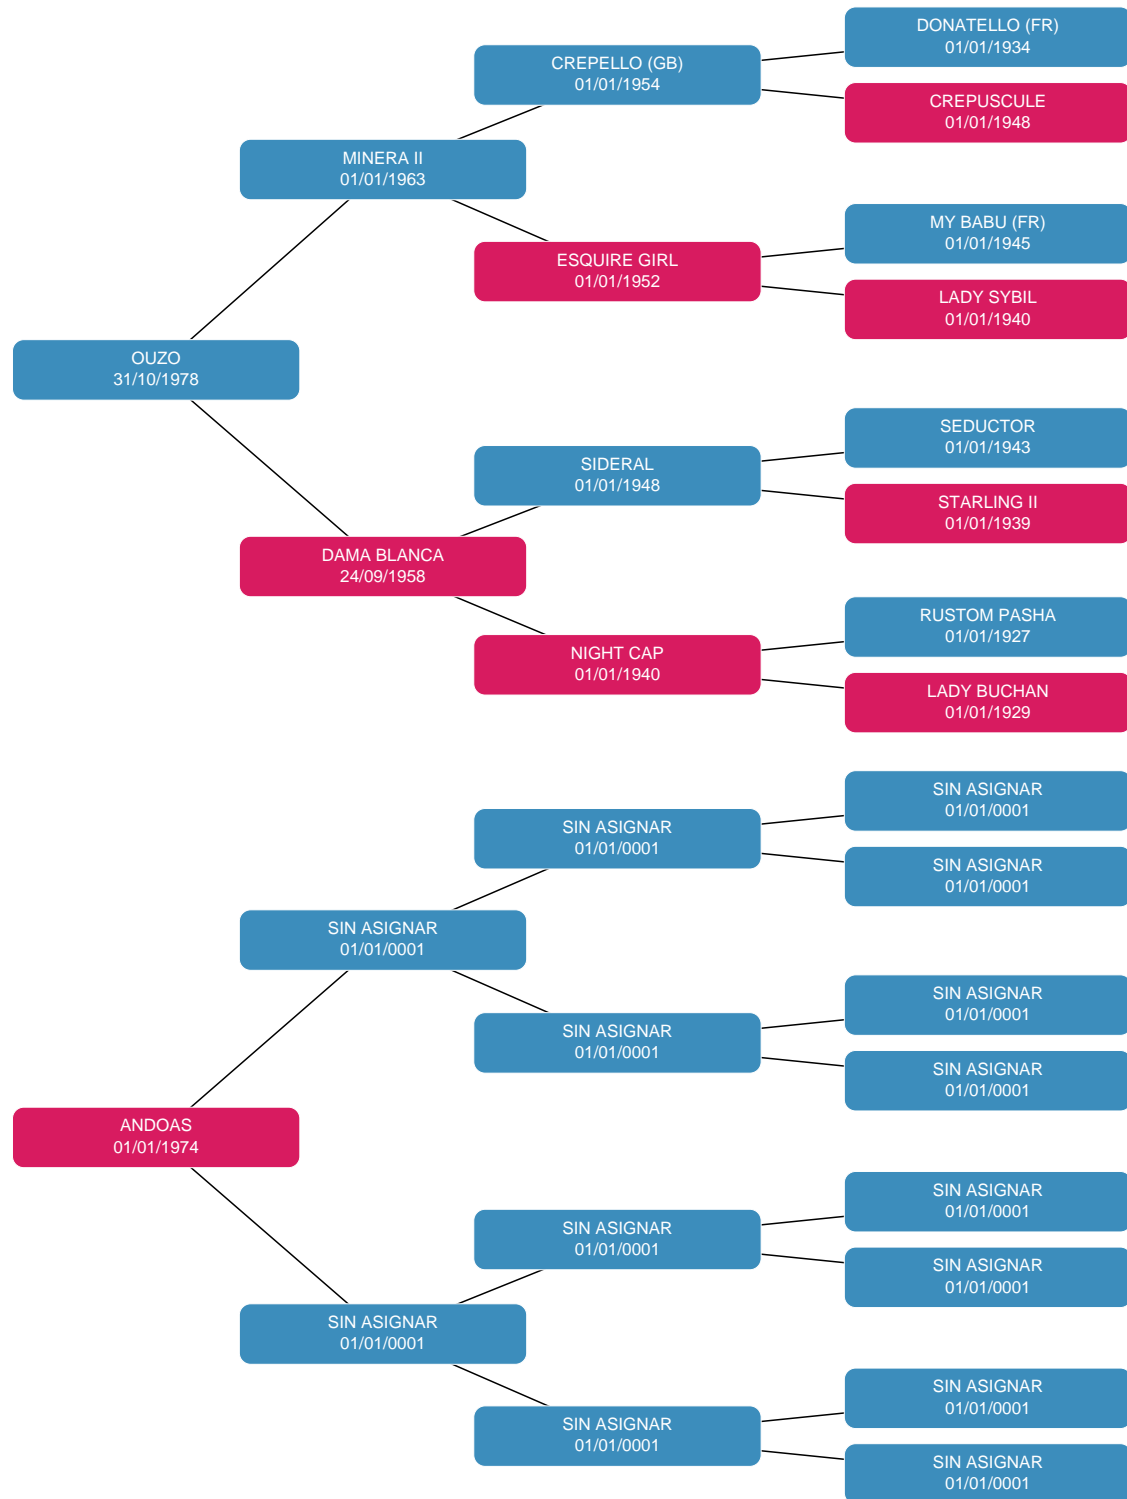 DONATELLO (FR)
01/01/1934
CREPELLO (GB)
01/01/1954
CREPUSCULE
01/01/1948
MINERA II
01/01/1963
MY BABU (FR)
01/01/1945
ESQUIRE GIRL
01/01/1952
LADY SYBIL
01/01/1940
OUZO
31/10/1978
SEDUCTOR
01/01/1943
SIDERAL
01/01/1948
STARLING II
01/01/1939
DAMA BLANCA
24/09/1958
RUSTOM PASHA
01/01/1927
NIGHT CAP
01/01/1940
LADY BUCHAN
01/01/1929
SIN ASIGNAR
01/01/0001
SIN ASIGNAR
01/01/0001
SIN ASIGNAR
01/01/0001
SIN ASIGNAR
01/01/0001
SIN ASIGNAR
01/01/0001
SIN ASIGNAR
01/01/0001
SIN ASIGNAR
01/01/0001
ANDOAS
01/01/1974
SIN ASIGNAR
01/01/0001
SIN ASIGNAR
01/01/0001
SIN ASIGNAR
01/01/0001
SIN ASIGNAR
01/01/0001
SIN ASIGNAR
01/01/0001
SIN ASIGNAR
01/01/0001
SIN ASIGNAR
01/01/0001